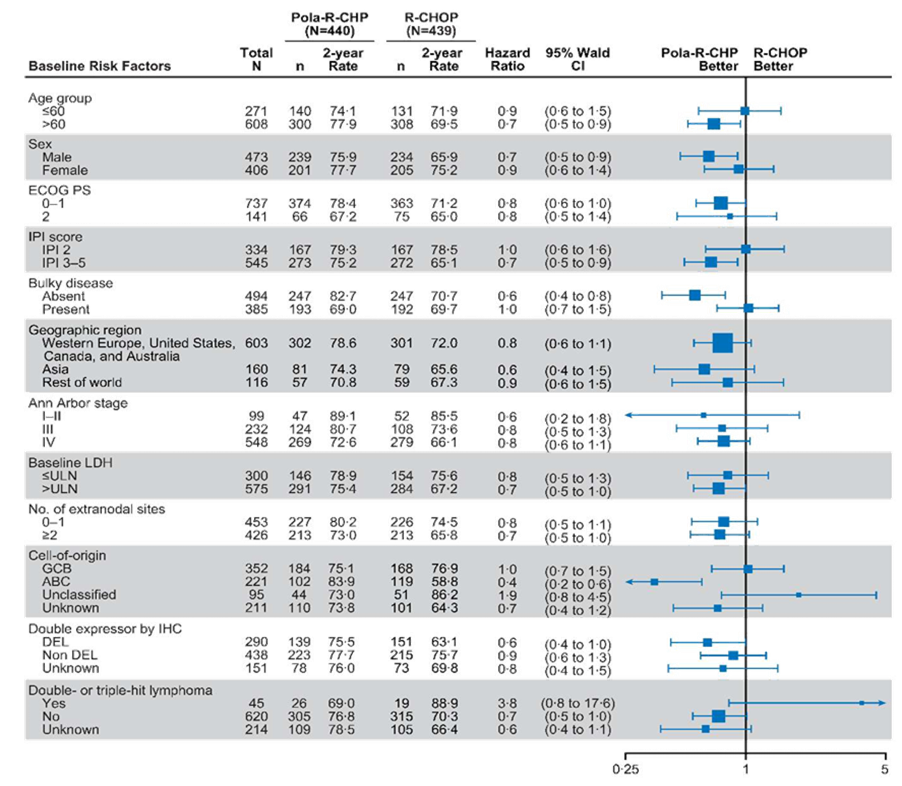 Pola-R-CHP R-CHOP
(N=440) (N=439)
Total 2-year 2-year Hazard 95% Wald Pola-R-CHP R-CHOP
Baseline Risk Factors N n Rate n Rate Ratio CI Better Better
Age group
≤60 271 140 74·1 131 71.9 0·9 (0·6 to 1·5)
>60 608 300 77·9 308 69·5 0·7 (0·5 to 0·9)
Sex
Male 473 239 75·9 234 65·9 0·7 (0·5 to 0·9)
Female 406 201 77·7 205 75·2 0·9 (0·6 to 1·4)
ECOG PS
0–1 737 374 78·4 363 71·2 0·8 (0·6 to 1·0)
2 141 66 67·2 75 65·0 0·8 (0·5 to 1·4)
IPI score
IPI 2 334 167 79·3 167 78·5 1·0 (0·6 to 1·6)
IPI 3–5 545 273 75·2 272 65·1 0·7 (0·5 to 0·9)
Bulky disease
Absent 494 247 82·7 247 70·7 0·6 (0·4 to 0·8)
Present 385 193 69·0 192 69·7 1·0 (0·7 to 1·5)
Geographic region
Western Europe, United States, 603 302 78·6 301 72·0 0·8 (0·6 to 1·1)
Canada, and Australia
Asia 160 81 74·3 79 65·6 0·6 (0·4 to 1·5)
Rest of world 116 57 70·8 59 67·3 0·9 (0·6 to 1·5)
Ann Arbor stage
I–II 99 47 89·1 52 85·5 0·6 (0·2 to 1·8)
III 232 124 80·7 108 73·6 0·8 (0·5 to 1·3)
IV 548 269 72·6 279 66·1 0·8 (0·6 to 1·1)
Baseline LDH
≤ULN 300 146 78·9 154 75·6 0·8 (0·5 to 1·3)
>ULN 575 291 75·4 284 67·2 0·7 (0·5 to 1·0)
No. of extranodal sites
0–1 453 227 80·2 226 74·5 0·8 (0·5 to 1·1)
≥2 426 213 73·0 213 65·8 0·7 (0·5 to 1·0)
Cell-of-origin
GCB 352 184 75·1 168 76·9 1·0 (0·7 to 1·5)
ABC 221 102 83·9 119 58·8 0·4 (0·2 to 0·6)
Unclassified 95 44 73·0 51 86·2 1·9 (0·8 to 4·5)
Unknown 211 110 73·8 101 64·3 0·7 (0·4 to 1·2)
Double expressor by IHC
DEL 290 139 75·5 151 63·1 0·6 (0·4 to 1·0)
Non DEL 438 223 77·7 215 75·7 0·9 (0·6 to 1·3)
Unknown 151 78 76·0 73 69·8 0·8 (0·4 to 1·5)
Double- or triple-hit lymphoma
Yes 45 26 69·0 19 88·9 3·8 (0·8 to 17·6)
No 620 305 76·8 315 70·3 0·7 (0·5 to 1·0)
Unknown 214 109 78·5 105 66·4 0·6 (0·4 to 1·1)
0·25 1 5